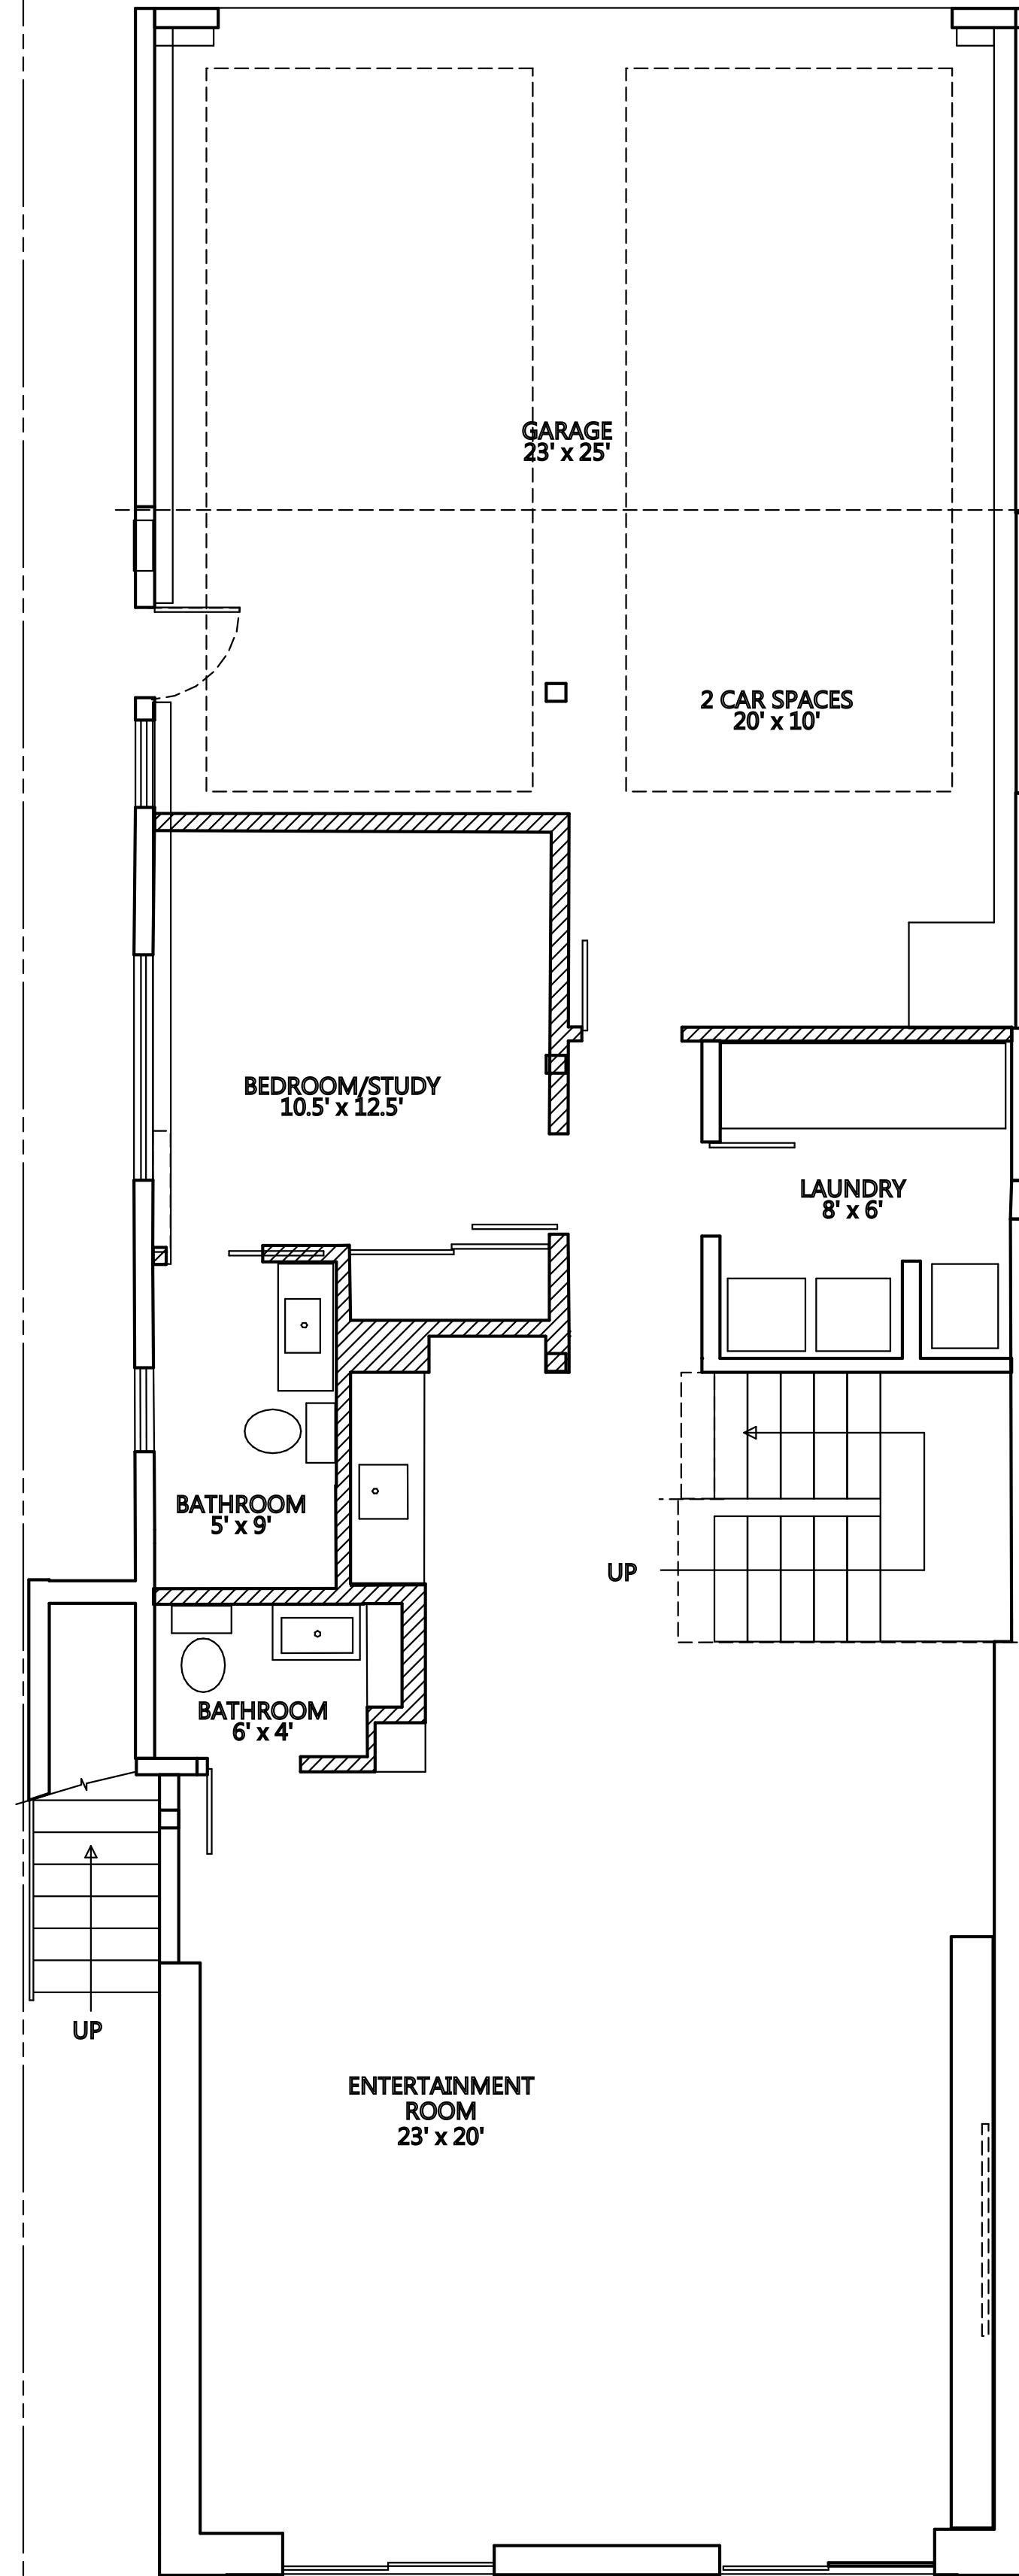 GARAGE
23' x 25'
2 CAR SPACES
20' x 10'
BEDROOM/STUDY
10.5' x 12.5'
LAUNDRY
8' x 6'
BATHROOM
5' x 9'
UP
BATHROOM
6' x 4'
UP
ENTERTAINMENT
ROOM
23' x 20'